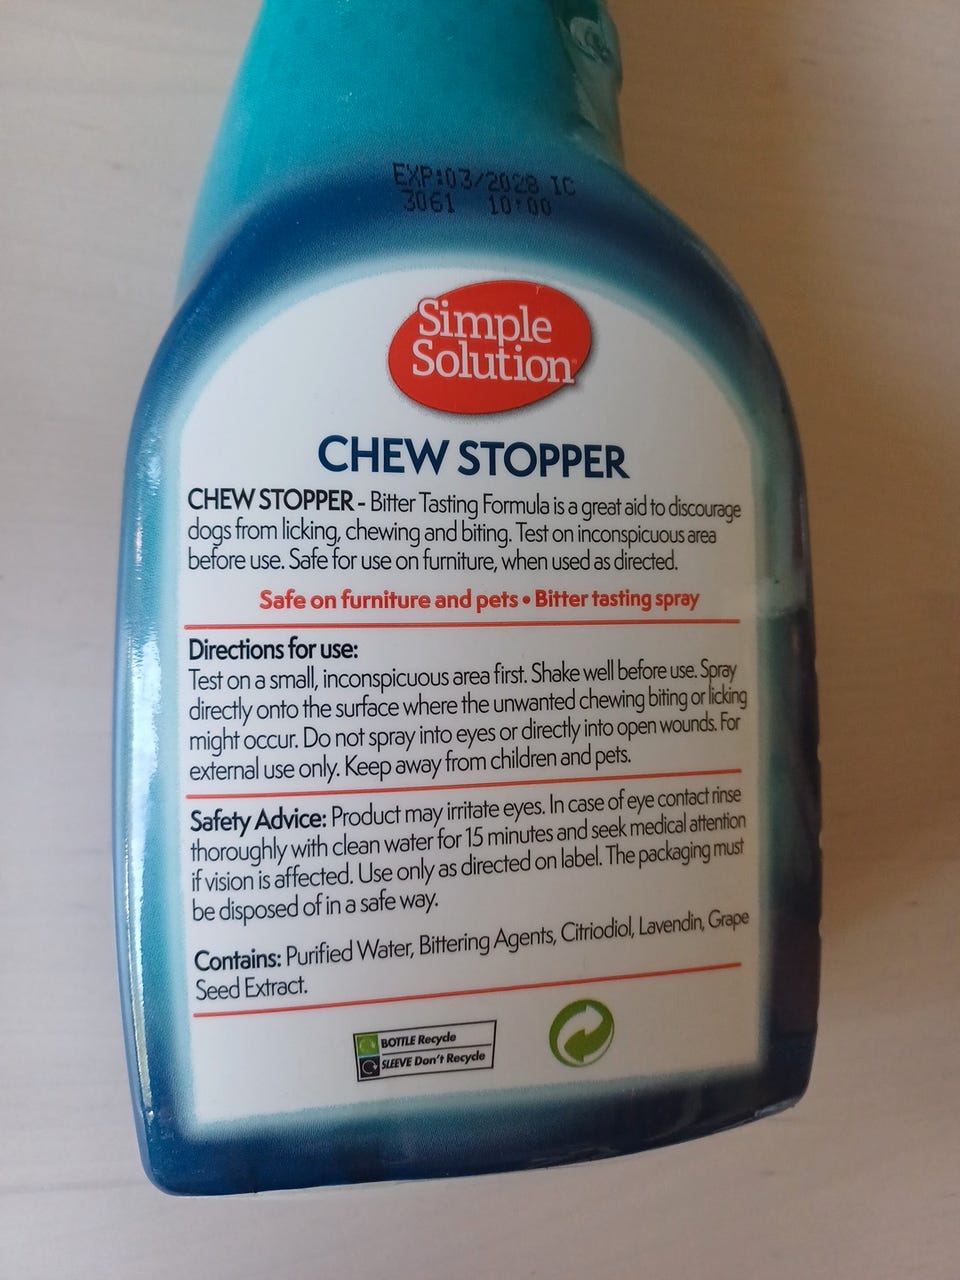 EXP:03/2028 IC
3061 10:00
Simple
Solution
CHEW STOPPER
CHEW STOPPER - Bitter Tasting Formula is a great aid to discourage
dogs from licking, chewing and biting. Test on inconspicuous area
before use. Safe for use on furniture, when used as directed.
Safe on furniture and pets • Bitter tasting spray
Directions for use:
Test on a small, inconspicuous area first. Shake well before use. Spray
directly onto the surface where the unwanted chewing biting or licking
might occur. Do not spray into eyes or directly into open wounds. For
external use only. Keep away from children and pets.
Safety Advice: Product may irritate eyes. In case of eye contact rinse
thoroughly with clean water for 15 minutes and seek medical attention
if vision is affected. Use only as directed on label. The packaging must
be disposed of in a safe way.
Contains: Purified Water, Bittering Agents, Citriodiol, Lavendin, Grape
Seed Extract.
BOTTLE Recycle
SLEEVE Don't Recycle